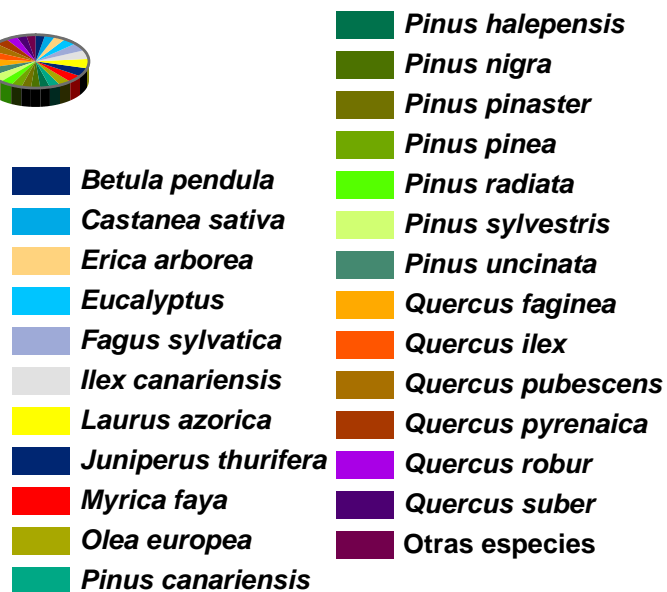 Betula pendula
Castanea sativa
Erica arborea
Eucalyptus
Fagus sylvatica
Ilex canariensis
Laurus azorica
Juniperus thurifera
Myrica faya
Olea europea
Pinus canariensis
Pinus halepensis
Pinus nigra
Pinus pinaster
Pinus pinea
Pinus radiata
Pinus sylvestris
Pinus uncinata
Quercus faginea
Quercus ilex
Quercus pubescens
Quercus pyrenaica
Quercus robur
Quercus suber
Otras especies